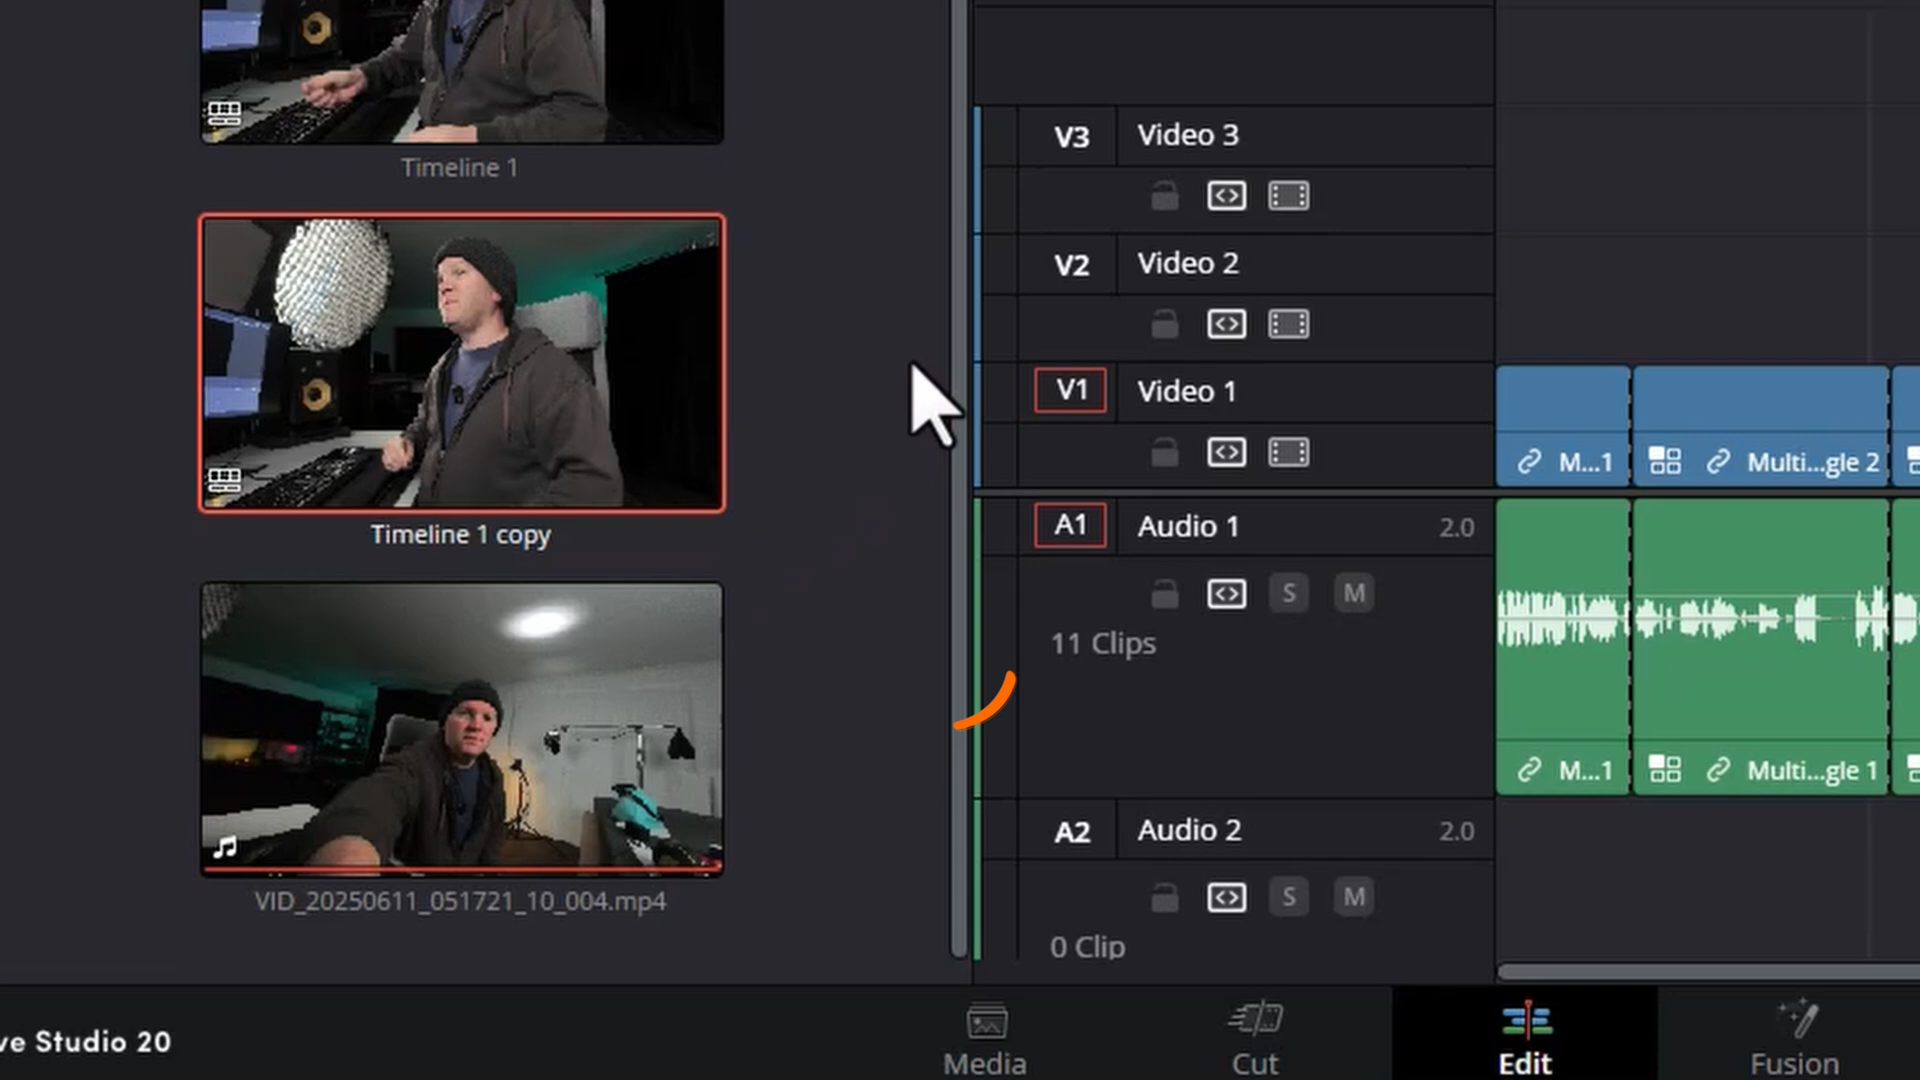 Timeline 1
Timeline 1 copy
VID_20250611_051721_10_004.mp4
V3 Video 3
V2 Video 2
V1 Video 1
M...1 Multi...gle 2
A1 Audio 1 2.0
S M
11 Clips
M...1 Multi...gle 1
A2 Audio 2 2.0
S M
0 Clip
ve Studio 20
Media Cut Edit Fusion